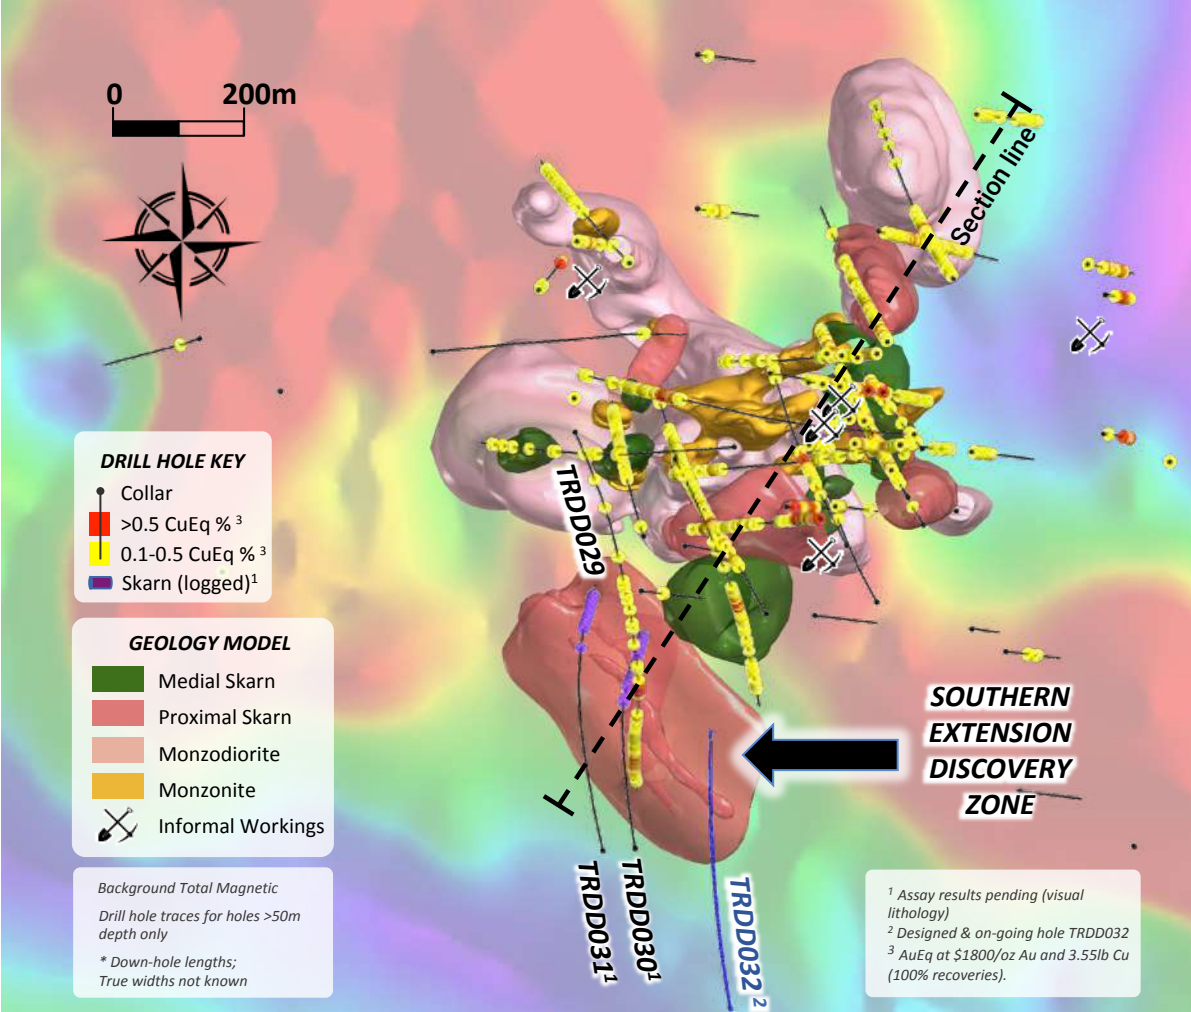 0 200m
Section line
DRILL HOLE KEY
Collar
>0.5 CuEq % 3
0.1-0.5 CuEq % 3
Skarn (logged)1
TRDD029
GEOLOGY MODEL
Medial Skarn
Proximal Skarn
Monzodiorite
Monzonite
Informal Workings
SOUTHERN
EXTENSION
DISCOVERY
ZONE
TRDD0311
TRDD0301
TRDD032 2
Background Total Magnetic
Drill hole traces for holes >50m
depth only
* Down-hole lengths;
True widths not known
1 Assay results pending (visual
lithology)
2 Designed & on-going hole TRDD032
3 AuEq at $1800/oz Au and 3.55lb Cu
(100% recoveries).